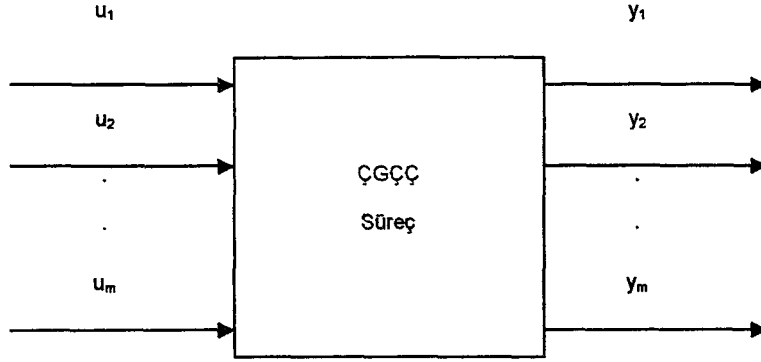 u₁ y₁
u₂ y₂
ÇGÇÇ
Süreç
uₘ yₘ